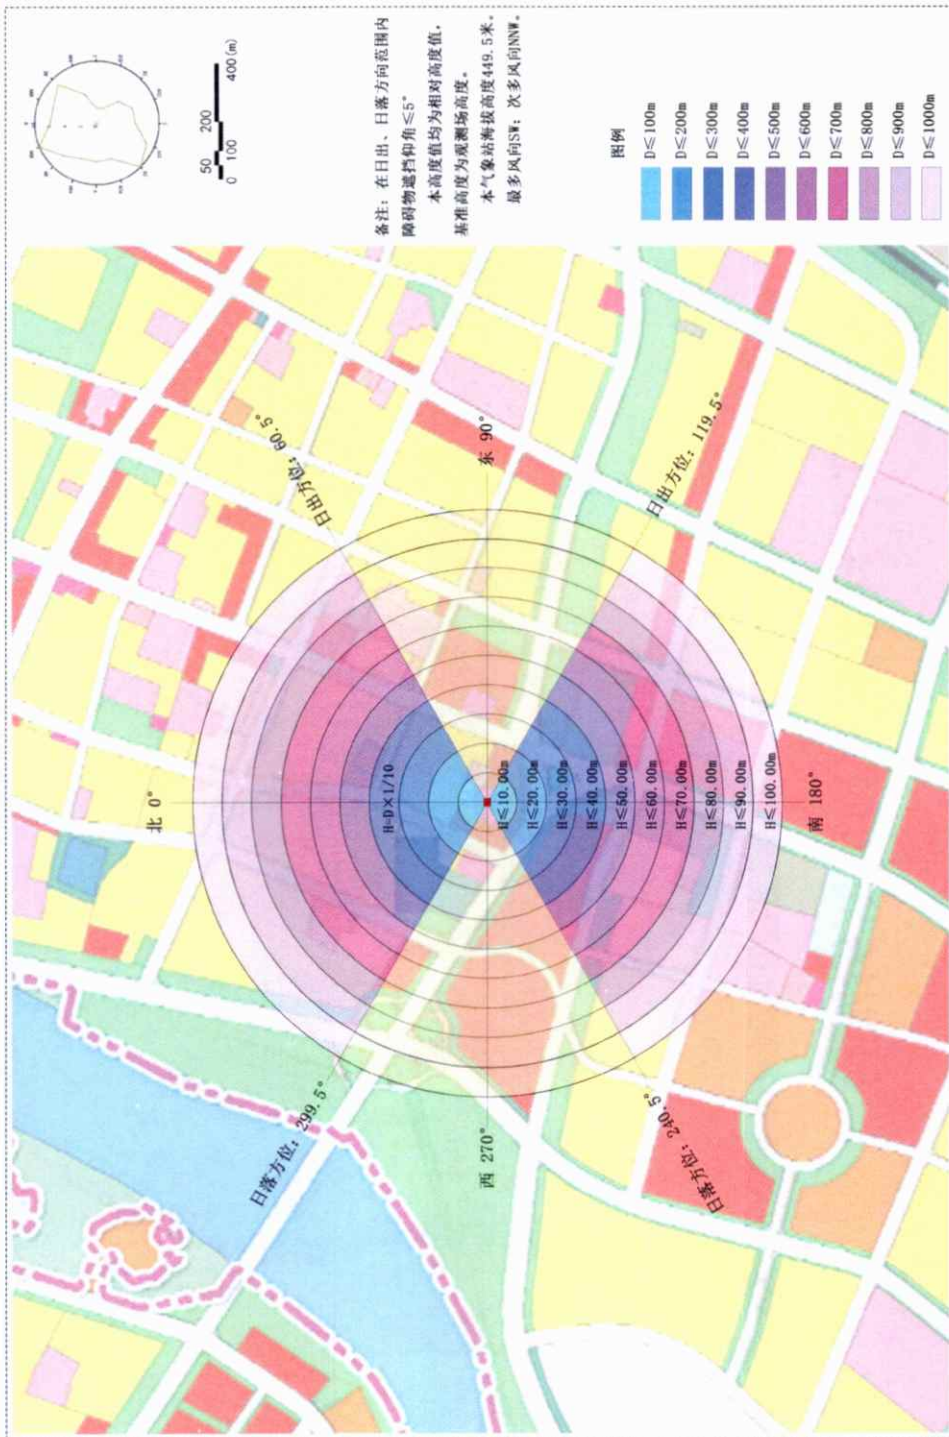 0 50 100 200 400(m)
备注：在日出、日落方向范围内
障碍物遮挡仰角≤5°
本高度值均为相对高度值，
基准高度为观测场高度。
本气象站海拔高度449.5米。
最多风向SW；次多风向NNW。
图例
D≤100m
D≤200m
D≤300m
D≤400m
D≤500m
D≤600m
D≤700m
D≤800m
D≤900m
D≤1000m
北 0°
日出方位：60.5°
东 90°
日出方位：119.5°
南 180°
日落方位：240.5°
西 270°
日落方位：299.5°
H=D×1/10
H≤10.00m
H≤20.00m
H≤30.00m
H≤40.00m
H≤50.00m
H≤60.00m
H≤70.00m
H≤80.00m
H≤90.00m
H≤100.00m